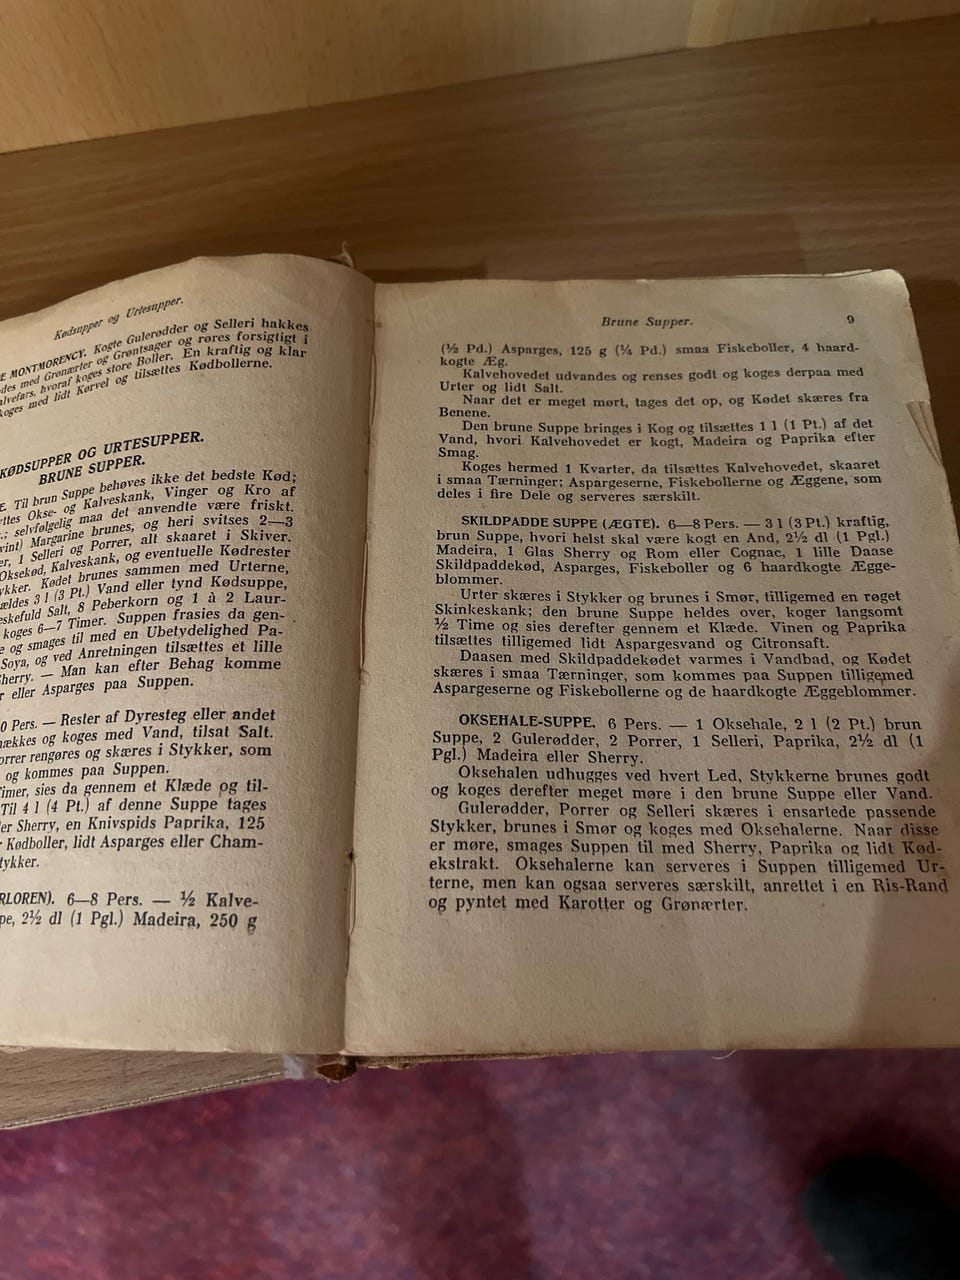 Kødsupper og Urtesupper.
MONTMORENCY. Kogte Gulerødder og Selleri hakkes
med Grønærter og Grøntsager og røres forsigtigt i
hvoraf koges store Boller. En kraftig og klar
koges med lidt Kørvel og tilsættes Kødbollerne.
KØDSUPPER OG URTESUPPER.
BRUNE SUPPER.
Til brun Suppe behøves ikke det bedste Kød;
Okse- og Kalveskank, Vinger og Kro af
selvfølgelig maa det anvendte være friskt.
Margarine brunes, og heri svitses 2—3
1 Selleri og Porrer, alt skaaret i Skiver.
Oksekød, Kalveskank, og eventuelle Kødrester
Kødet brunes sammen med Urterne,
3 l (3 Pt.) Vand eller tynd Kødsuppe,
Salt, 8 Peberkorn og 1 à 2 Laur-
koges 6—7 Timer. Suppen frasies da gen-
og smages til med en Ubetydelighed Pa-
Soya, og ved Anretningen tilsættes et lille
Sherry. — Man kan efter Behag komme
eller Asparges paa Suppen.
Pers. — Rester af Dyresteg eller andet
og koges med Vand, tilsat Salt.
rengøres og skæres i Stykker, som
og kommes paa Suppen.
sies da gennem et Klæde og til-
Til 4 l (4 Pt.) af denne Suppe tages
Sherry, en Knivspids Paprika, 125
Kødboller, lidt Asparges eller Cham-
6—8 Pers. — ½ Kalve-
2½ dl (1 Pgl.) Madeira, 250 g
Brune Supper. 9
(½ Pd.) Asparges, 125 g (¼ Pd.) smaa Fiskeboller, 4 haard-
kogte Æg.
Kalvehovedet udvandes og renses godt og koges derpaa med
Urter og lidt Salt.
Naar det er meget mørt, tages det op, og Kødet skæres fra
Benene.
Den brune Suppe bringes i Kog og tilsættes 1 l (1 Pt.) af det
Vand, hvori Kalvehovedet er kogt, Madeira og Paprika efter
Smag.
Koges hermed 1 Kvarter, da tilsættes Kalvehovedet, skaaret
i smaa Tærninger; Aspargeserne, Fiskebollerne og Æggene, som
deles i fire Dele og serveres særskilt.
SKILDPADDE SUPPE (ÆGTE). 6—8 Pers. — 3 l (3 Pt.) kraftig,
brun Suppe, hvori helst skal være kogt en And, 2½ dl (1 Pgl.)
Madeira, 1 Glas Sherry og Rom eller Cognac, 1 lille Daase
Skildpaddekød, Asparges, Fiskeboller og 6 haardkogte Ægge-
blommer.
Urter skæres i Stykker og brunes i Smør, tilligemed en røget
Skinkeskank; den brune Suppe heldes over, koger langsomt
½ Time og sies derefter gennem et Klæde. Vinen og Paprika
tilsættes tilligemed lidt Aspargesvand og Citronsaft.
Daasen med Skildpaddekødet varmes i Vandbad, og Kødet
skæres i smaa Tærninger, som kommes paa Suppen tilligemed
Aspargeserne og Fiskebollerne og de haardkogte Æggeblommer.
OKSEHALE-SUPPE. 6 Pers. — 1 Oksehale, 2 l (2 Pt.) brun
Suppe, 2 Gulerødder, 2 Porrer, 1 Selleri, Paprika, 2½ dl (1
Pgl.) Madeira eller Sherry.
Oksehalen udhugges ved hvert Led, Stykkerne brunes godt
og koges derefter meget møre i den brune Suppe eller Vand.
Gulerødder, Porrer og Selleri skæres i ensartede passende
Stykker, brunes i Smør og koges med Oksehalerne. Naar disse
er møre, smages Suppen til med Sherry, Paprika og lidt Kød-
ekstrakt. Oksehalerne kan serveres i Suppen tilligemed Ur-
terne, men kan ogsaa serveres særskilt, anrettet i en Ris-Rand
og pyntet med Karotter og Grønærter.